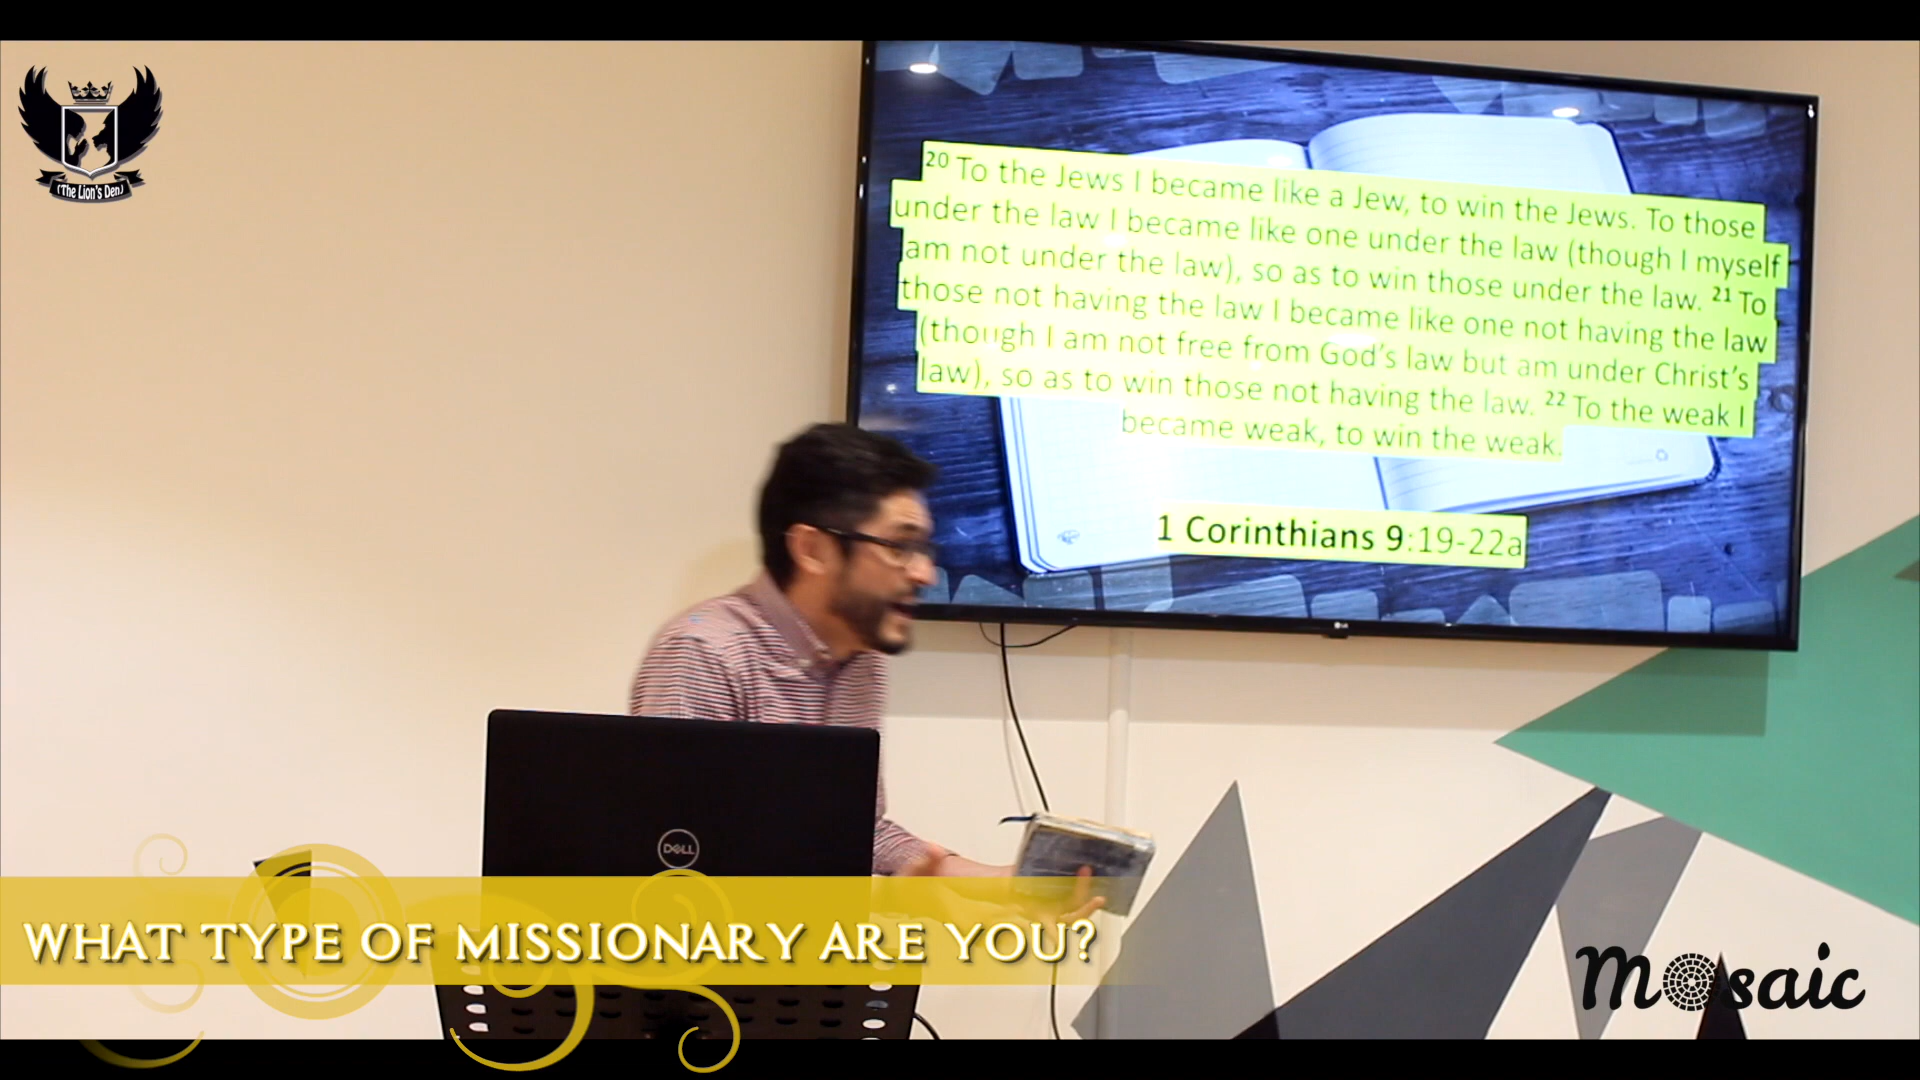 (The Lion's Den)
20 To the Jews I became like a Jew, to win the Jews. To those
under the law I became like one under the law (though I myself
am not under the law), so as to win those under the law. 21 To
those not having the law I became like one not having the law
(though I am not free from God's law but am under Christ's
law), so as to win those not having the law. 22 To the weak I
became weak, to win the weak.
1 Corinthians 9:19-22a
LG
DELL
WHAT TYPE OF MISSIONARY ARE YOU?
Mosaic